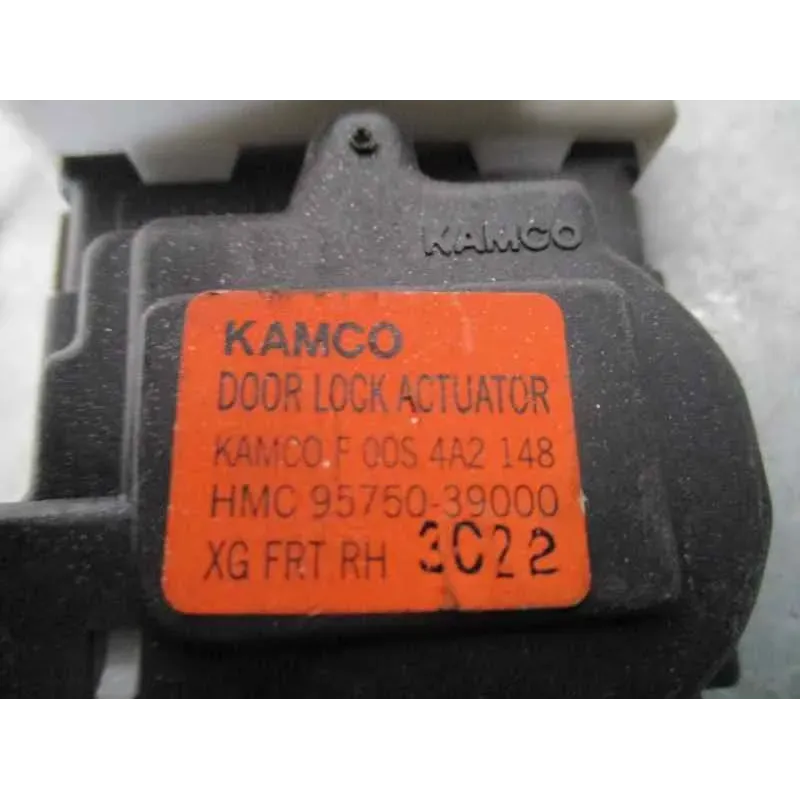 KAMCO
KAMCO
DOOR LOCK ACTUATOR
KAMCO F 00S 4A2 148
HMC 95750-39000
XG FRT RH 3C22